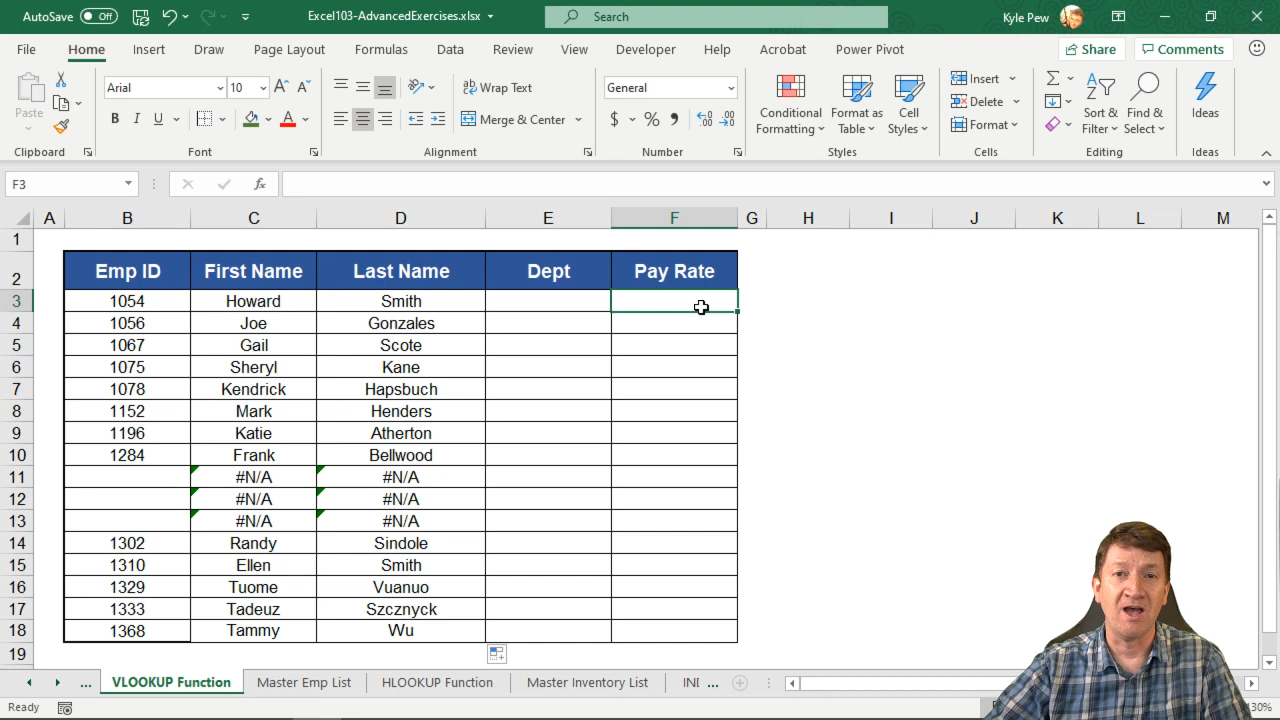 AutoSave Off Excel103-AdvancedExercises.xlsx Search Kyle Pew
File Home Insert Draw Page Layout Formulas Data Review View Developer Help Acrobat Power Pivot Share Comments
Paste Arial 10 Wrap Text General Conditional Formatting Format as Table Cell Styles Insert Sort & Filter Find & Select Ideas
B I U Merge & Center $ % Delete
Format
Clipboard Font Alignment Number Styles Cells Editing Ideas
F3 fx
A B C D E F G H I J K L M
1
2 Emp ID First Name Last Name Dept Pay Rate
3 1054 Howard Smith
4 1056 Joe Gonzales
5 1067 Gail Scote
6 1075 Sheryl Kane
7 1078 Kendrick Hapsbuch
8 1152 Mark Henders
9 1196 Katie Atherton
10 1284 Frank Bellwood
11 #N/A #N/A
12 #N/A #N/A
13 #N/A #N/A
14 1302 Randy Sindole
15 1310 Ellen Smith
16 1329 Tuome Vuanuo
17 1333 Tadeuz Szcznyck
18 1368 Tammy Wu
19
... VLOOKUP Function Master Emp List HLOOKUP Function Master Inventory List ...
Ready